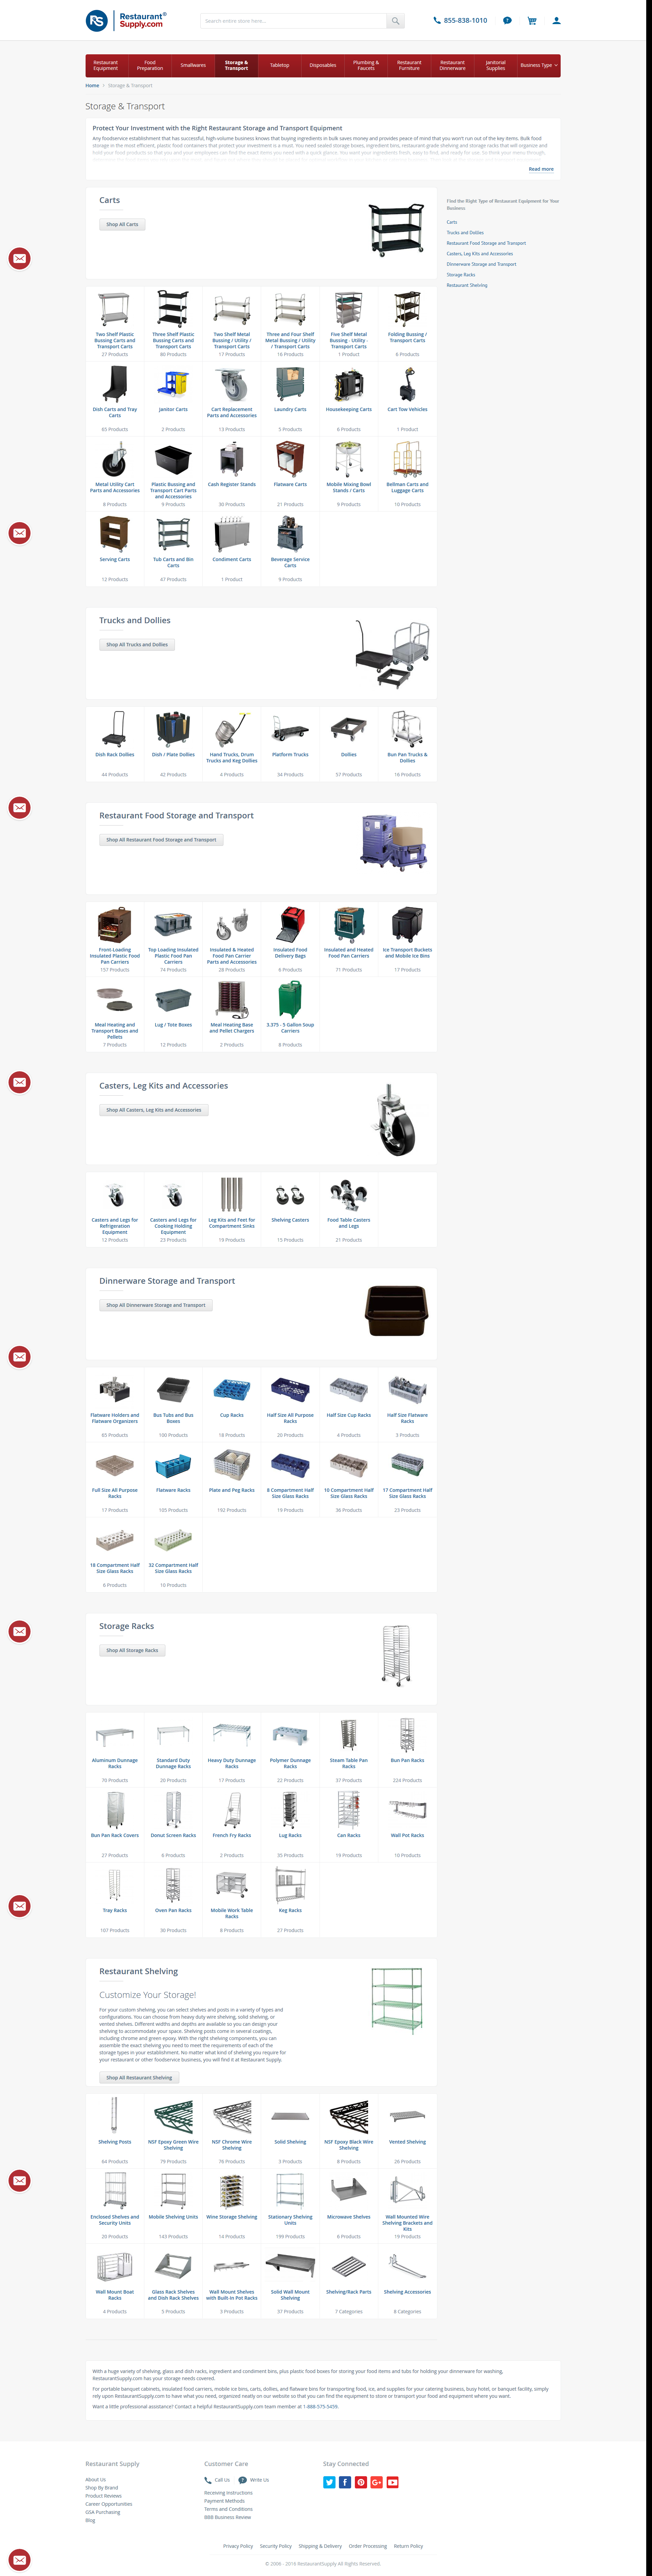 Restaurant
Supply.com
Search entire store here...
855-838-1010
Restaurant Equipment
Food Preparation
Smallwares
Storage & Transport
Tabletop
Disposables
Plumbing & Faucets
Restaurant Furniture
Restaurant Dinnerware
Janitorial Supplies
Business Type
Home > Storage & Transport
Storage & Transport
Protect Your Investment with the Right Restaurant Storage and Transport Equipment
Any foodservice establishment that has successful, high-volume business knows that buying ingredients in bulk saves money and provides peace of mind that you won't run out of the key items. Bulk food
storage in the most efficient, plastic food containers that protect your investment is a must. You need sealed storage boxes, ingredient bins, restaurant-grade shelving and storage racks that will organize and
hold your food products so that you and your employees can find the exact items you need with a quick glance. You want your ingredients fresh, easy to find, and ready for use. So think your menu through,
Read more
Carts
Shop All Carts
Find the Right Type of Restaurant Equipment for Your
Business
Carts
Trucks and Dollies
Restaurant Food Storage and Transport
Casters, Leg Kits and Accessories
Dinnerware Storage and Transport
Storage Racks
Restaurant Shelving
Two Shelf Plastic Bussing Carts and Transport Carts
27 Products
Three Shelf Plastic Bussing Carts and Transport Carts
80 Products
Two Shelf Metal Bussing / Utility / Transport Carts
17 Products
Three and Four Shelf Metal Bussing / Utility / Transport Carts
16 Products
Five Shelf Metal Bussing - Utility - Transport Carts
1 Product
Folding Bussing / Transport Carts
6 Products
Dish Carts and Tray Carts
65 Products
Janitor Carts
2 Products
Cart Replacement Parts and Accessories
13 Products
Laundry Carts
5 Products
Housekeeping Carts
6 Products
Cart Tow Vehicles
1 Product
Metal Utility Cart Parts and Accessories
8 Products
Plastic Bussing and Transport Cart Parts and Accessories
9 Products
Cash Register Stands
30 Products
Flatware Carts
21 Products
Mobile Mixing Bowl Stands / Carts
9 Products
Bellman Carts and Luggage Carts
10 Products
Serving Carts
12 Products
Tub Carts and Bin Carts
47 Products
Condiment Carts
1 Product
Beverage Service Carts
9 Products
Trucks and Dollies
Shop All Trucks and Dollies
Dish Rack Dollies
44 Products
Dish / Plate Dollies
42 Products
Hand Trucks, Drum Trucks and Keg Dollies
4 Products
Platform Trucks
34 Products
Dollies
57 Products
Bun Pan Trucks & Dollies
16 Products
Restaurant Food Storage and Transport
Shop All Restaurant Food Storage and Transport
Front-Loading Insulated Plastic Food Pan Carriers
157 Products
Top Loading Insulated Plastic Food Pan Carriers
74 Products
Insulated & Heated Food Pan Carrier Parts and Accessories
28 Products
Insulated Food Delivery Bags
6 Products
Insulated and Heated Food Pan Carriers
71 Products
Ice Transport Buckets and Mobile Ice Bins
17 Products
Meal Heating and Transport Bases and Pellets
7 Products
Lug / Tote Boxes
12 Products
Meal Heating Base and Pellet Chargers
2 Products
3.375 - 5 Gallon Soup Carriers
8 Products
Casters, Leg Kits and Accessories
Shop All Casters, Leg Kits and Accessories
Casters and Legs for Refrigeration Equipment
12 Products
Casters and Legs for Cooking Holding Equipment
23 Products
Leg Kits and Feet for Compartment Sinks
19 Products
Shelving Casters
15 Products
Food Table Casters and Legs
21 Products
Dinnerware Storage and Transport
Shop All Dinnerware Storage and Transport
Flatware Holders and Flatware Organizers
65 Products
Bus Tubs and Bus Boxes
100 Products
Cup Racks
18 Products
Half Size All Purpose Racks
20 Products
Half Size Cup Racks
4 Products
Half Size Flatware Racks
3 Products
Full Size All Purpose Racks
17 Products
Flatware Racks
105 Products
Plate and Peg Racks
192 Products
8 Compartment Half Size Glass Racks
19 Products
10 Compartment Half Size Glass Racks
36 Products
17 Compartment Half Size Glass Racks
23 Products
18 Compartment Half Size Glass Racks
6 Products
32 Compartment Half Size Glass Racks
10 Products
Storage Racks
Shop All Storage Racks
Aluminum Dunnage Racks
70 Products
Standard Duty Dunnage Racks
20 Products
Heavy Duty Dunnage Racks
17 Products
Polymer Dunnage Racks
22 Products
Steam Table Pan Racks
37 Products
Bun Pan Racks
224 Products
Bun Pan Rack Covers
27 Products
Donut Screen Racks
6 Products
French Fry Racks
2 Products
Lug Racks
35 Products
Can Racks
19 Products
Wall Pot Racks
10 Products
Tray Racks
107 Products
Oven Pan Racks
30 Products
Mobile Work Table Racks
8 Products
Keg Racks
27 Products
Restaurant Shelving
Customize Your Storage!
For your custom shelving, you can select shelves and posts in a variety of types and
configurations. You can choose from heavy duty wire shelving, solid shelving, or
vented shelves. Different widths and depths are available so you can design your
shelving to accommodate your space. Shelving posts come in several coatings,
including chrome and green epoxy. With the right shelving components, you can
assemble the exact shelving you need to meet the requirements of each of the
storage types in your establishment. No matter what kind of shelving you require for
your restaurant or other foodservice business, you will find it at Restaurant Supply.
Shop All Restaurant Shelving
Shelving Posts
64 Products
NSF Epoxy Green Wire Shelving
79 Products
NSF Chrome Wire Shelving
76 Products
Solid Shelving
3 Products
NSF Epoxy Black Wire Shelving
8 Products
Vented Shelving
26 Products
Enclosed Shelves and Security Units
20 Products
Mobile Shelving Units
143 Products
Wine Storage Shelving
14 Products
Stationary Shelving Units
199 Products
Microwave Shelves
6 Products
Wall Mounted Wire Shelving Brackets and Kits
19 Products
Wall Mount Boat Racks
4 Products
Glass Rack Shelves and Dish Rack Shelves
5 Products
Wall Mount Shelves with Built-In Pot Racks
3 Products
Solid Wall Mount Shelving
37 Products
Shelving/Rack Parts
7 Categories
Shelving Accessories
8 Categories
With a huge variety of shelving, glass and dish racks, ingredient and condiment bins, plus plastic food boxes for storing your food items and tubs for holding your dinnerware for washing,
RestaurantSupply.com has your storage needs covered.
For portable banquet cabinets, insulated food carriers, mobile ice bins, carts, dollies, and flatware bins for transporting food, ice, and supplies for your catering business, busy hotel, or banquet facility, simply
rely upon RestaurantSupply.com to have what you need, organized neatly on our website so that you can find the equipment to store or transport your food and equipment where you want.
Want a little professional assistance? Contact a helpful RestaurantSupply.com team member at 1-888-575-5459.
Restaurant Supply
About Us
Shop By Brand
Product Reviews
Career Opportunities
GSA Purchasing
Blog
Customer Care
Call Us
Write Us
Receiving Instructions
Payment Methods
Terms and Conditions
BBB Business Review
Stay Connected
Privacy Policy
Security Policy
Shipping & Delivery
Order Processing
Return Policy
© 2006 - 2016 RestaurantSupply All Rights Reserved.